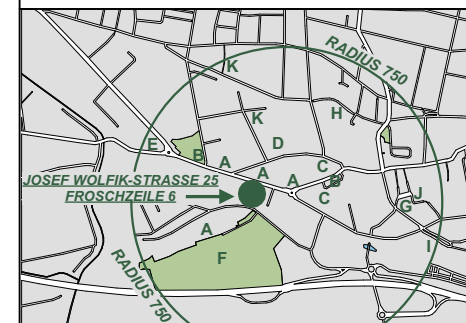 RADIUS 750
K
K
H
D
E
B
A
A
C
A
B
C
JOSEF WOLFIK-STRASSE 25
FROSCHZEILE 6
J
G
A
F
I
RADIUS 750